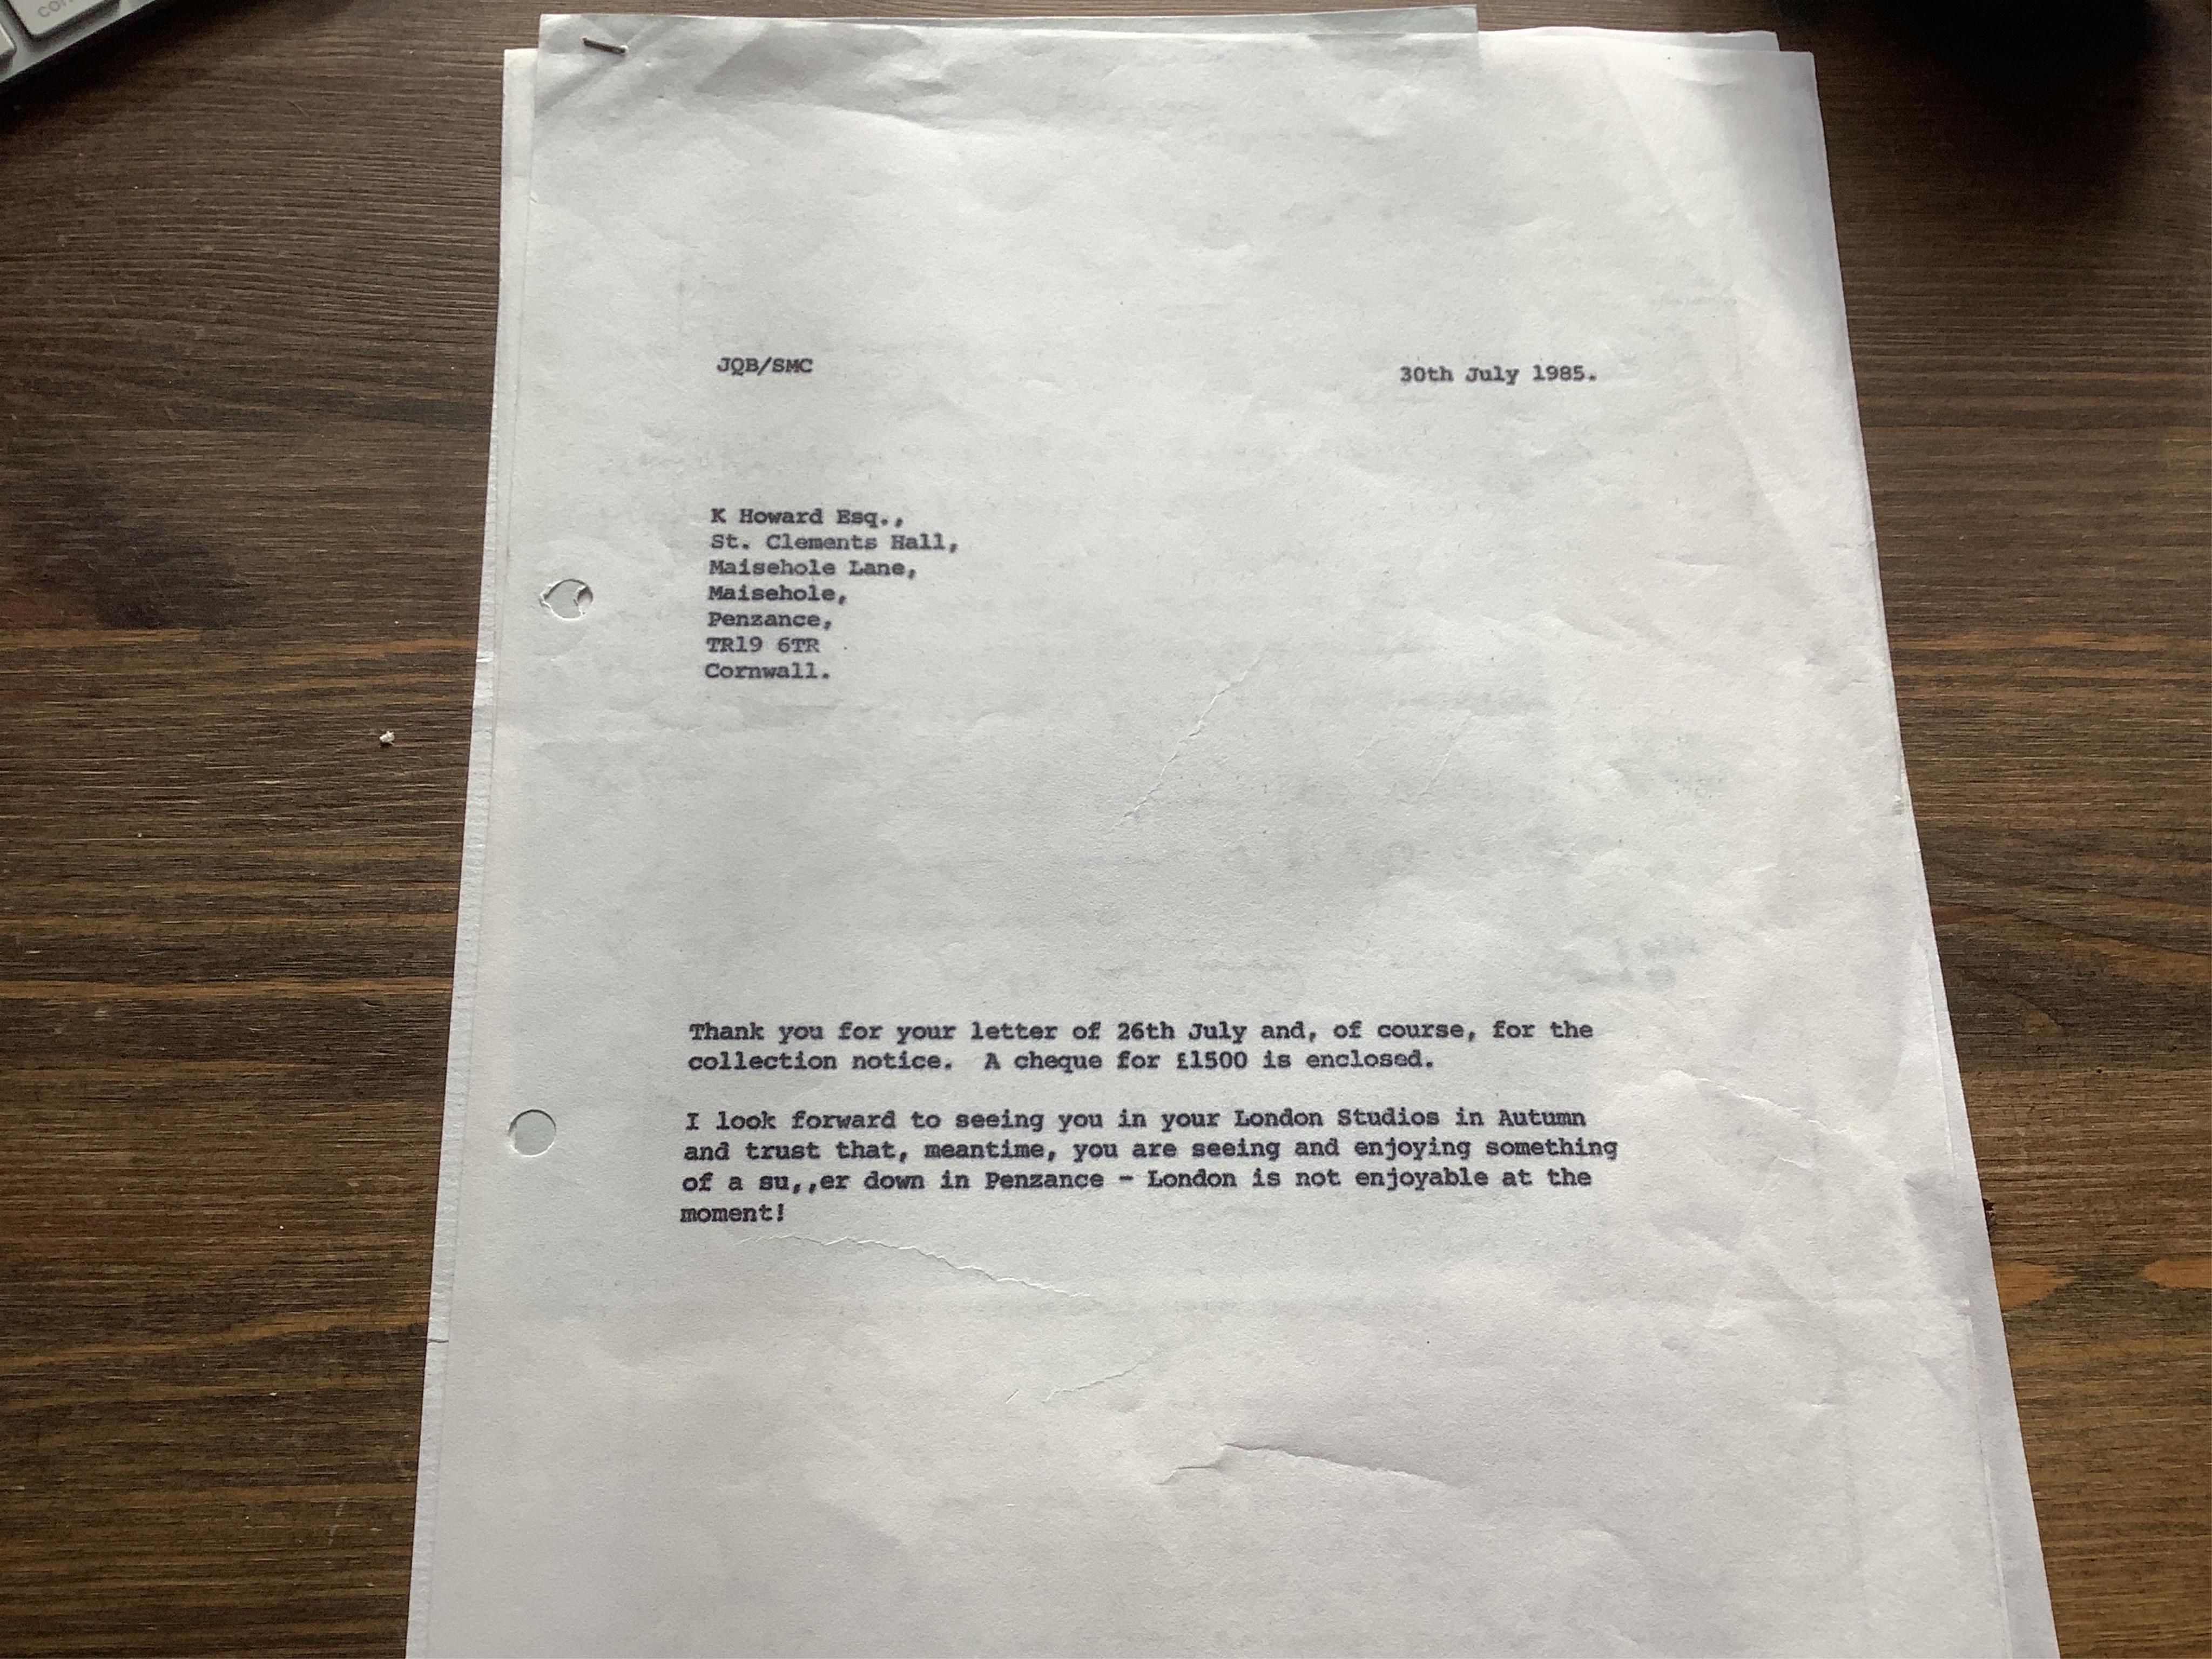 JQB/SMC
30th July 1985.
K Howard Esq.,
St. Clements Hall,
Maisehole Lane,
Maisehole,
Penzance,
TR19 6TR
Cornwall.
Thank you for your letter of 26th July and, of course, for the
collection notice.  A cheque for £1500 is enclosed.
I look forward to seeing you in your London Studios in Autumn
and trust that, meantime, you are seeing and enjoying something
of a su,,er down in Penzance - London is not enjoyable at the
moment!